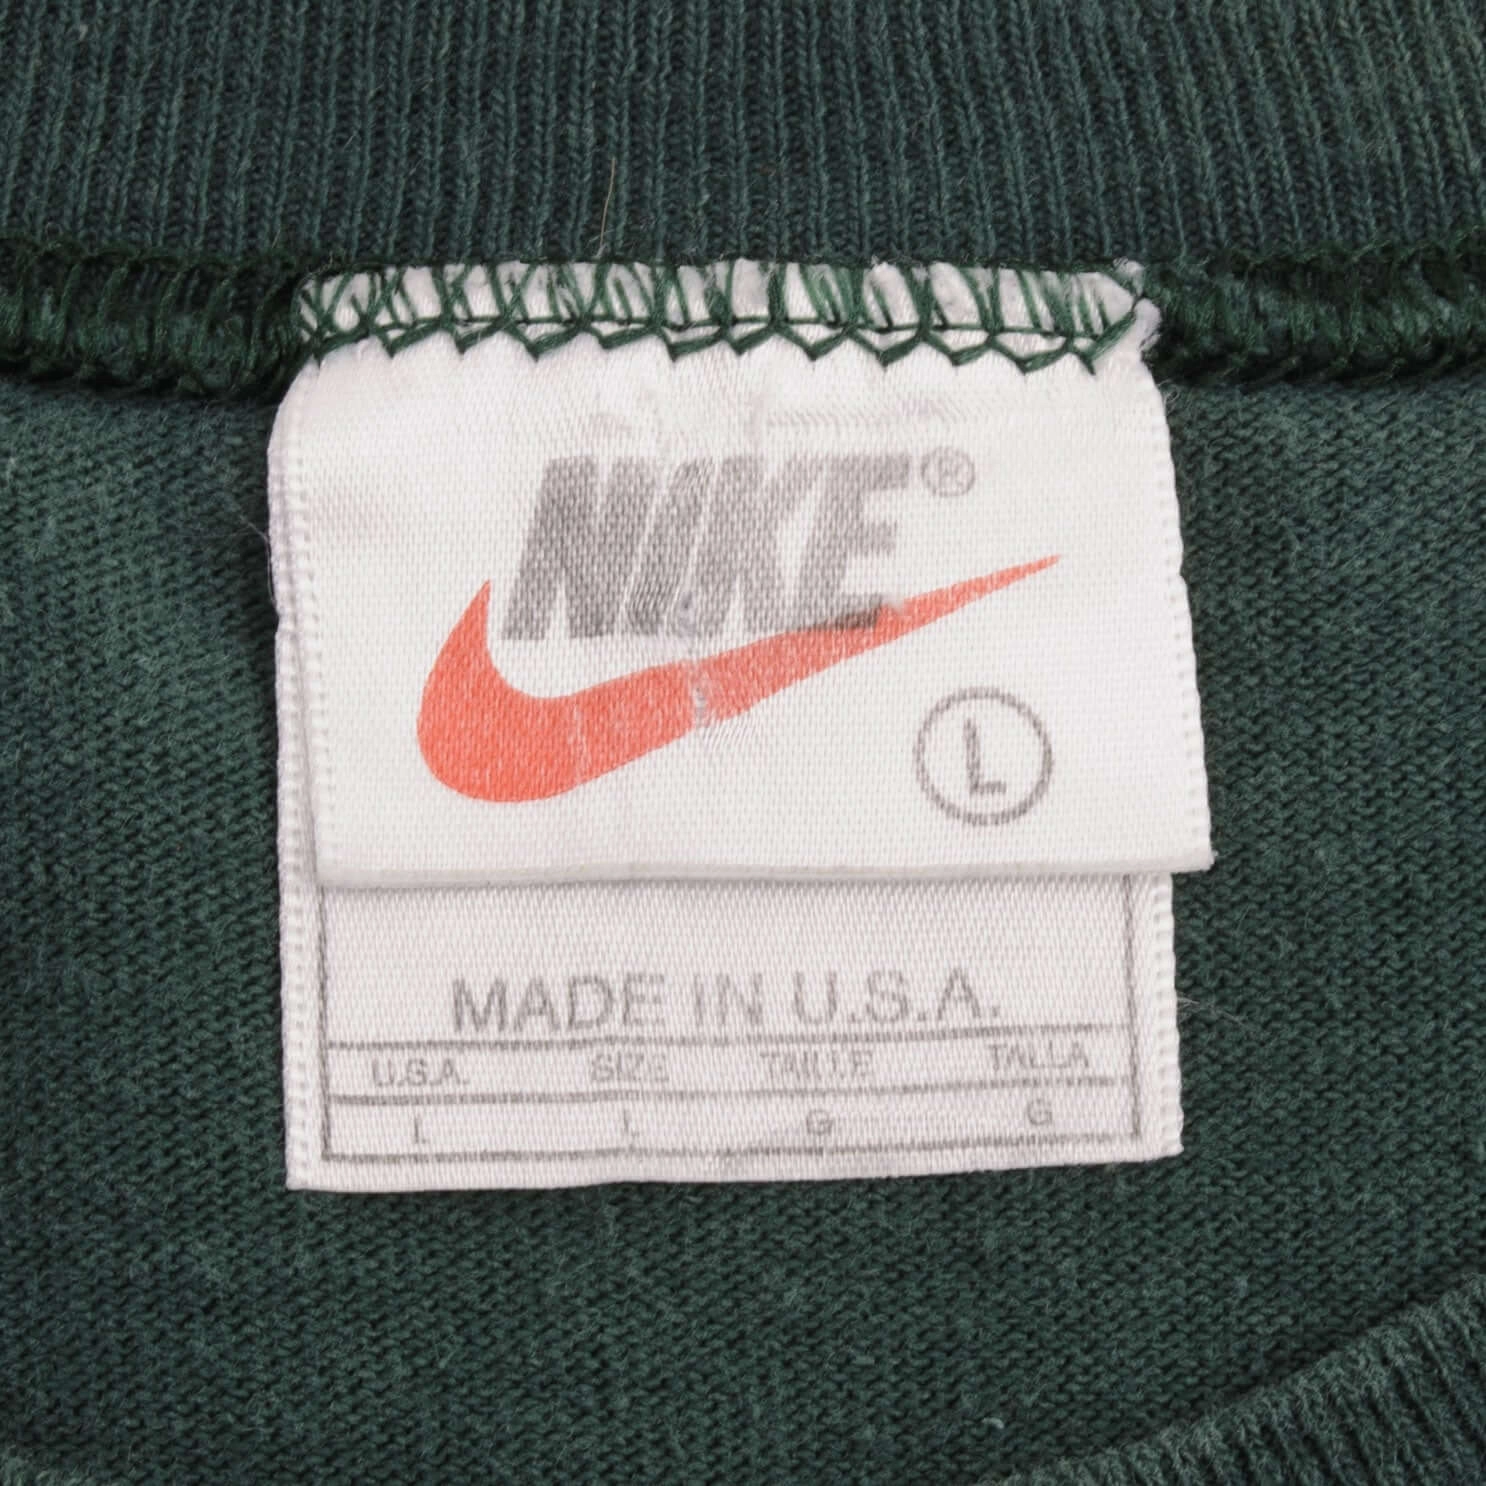 NIKE®
L
MADE IN U.S.A.
U.S.A. SIZE TAILLE TALLA
L L G G